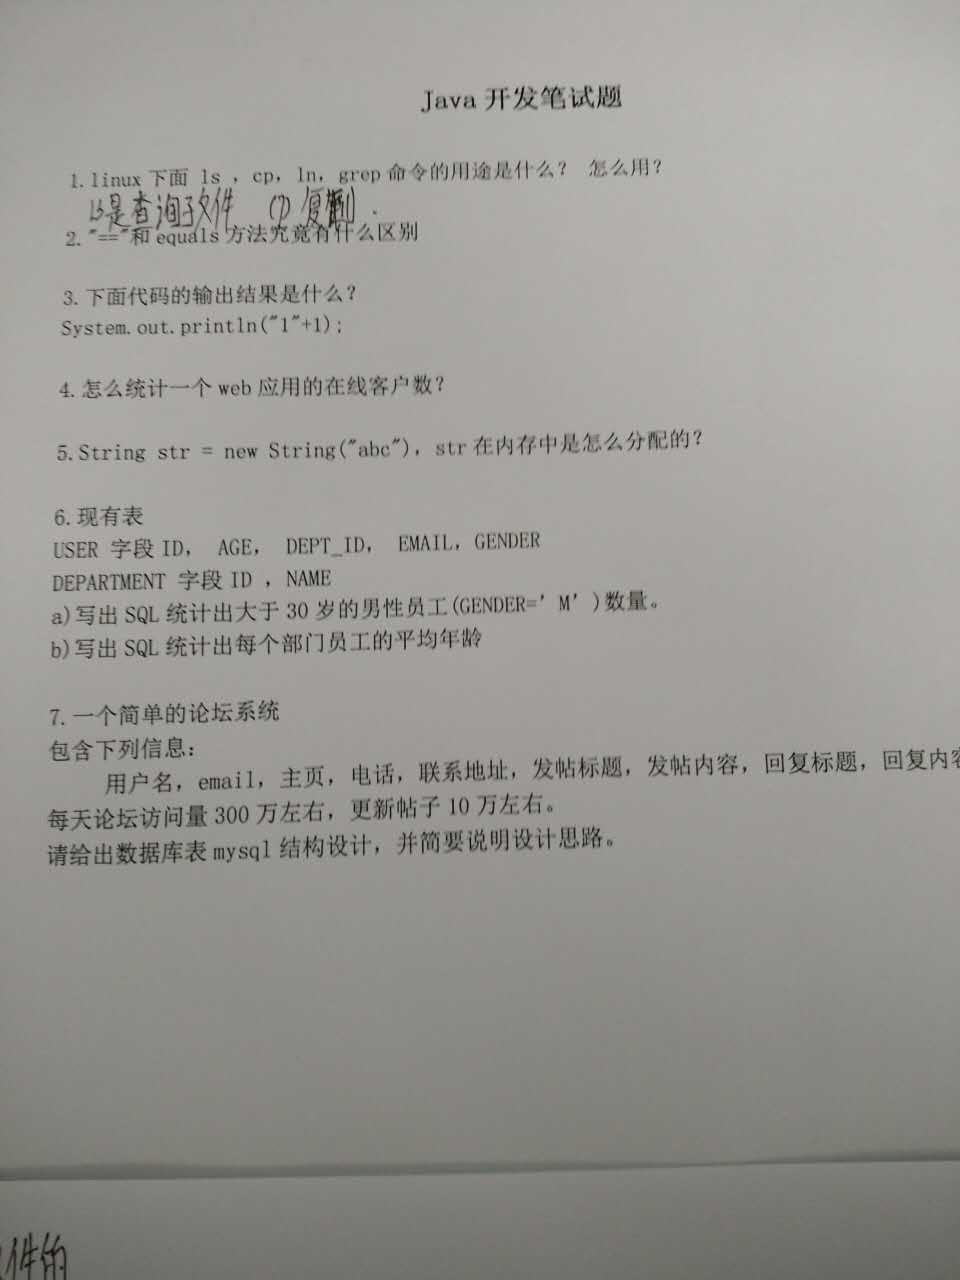 Java 开发笔试题
1.linux 下面 ls ，cp，ln，grep 命令的用途是什么？ 怎么用？
ls是查询子文件 cp 复制.
2."=="和 equals 方法究竟有什么区别
3.下面代码的输出结果是什么？
System.out.println("1"+1);
4.怎么统计一个 web 应用的在线客户数？
5.String str = new String("abc")，str 在内存中是怎么分配的？
6.现有表
USER 字段 ID， AGE， DEPT_ID， EMAIL，GENDER
DEPARTMENT 字段 ID ，NAME
a)写出 SQL 统计出大于 30 岁的男性员工(GENDER=’M’)数量。
b)写出 SQL 统计出每个部门员工的平均年龄
7.一个简单的论坛系统
包含下列信息：
用户名，email，主页，电话，联系地址，发帖标题，发帖内容，回复标题，回复内容
每天论坛访问量 300 万左右，更新帖子 10 万左右。
请给出数据库表 mysql 结构设计，并简要说明设计思路。
件的